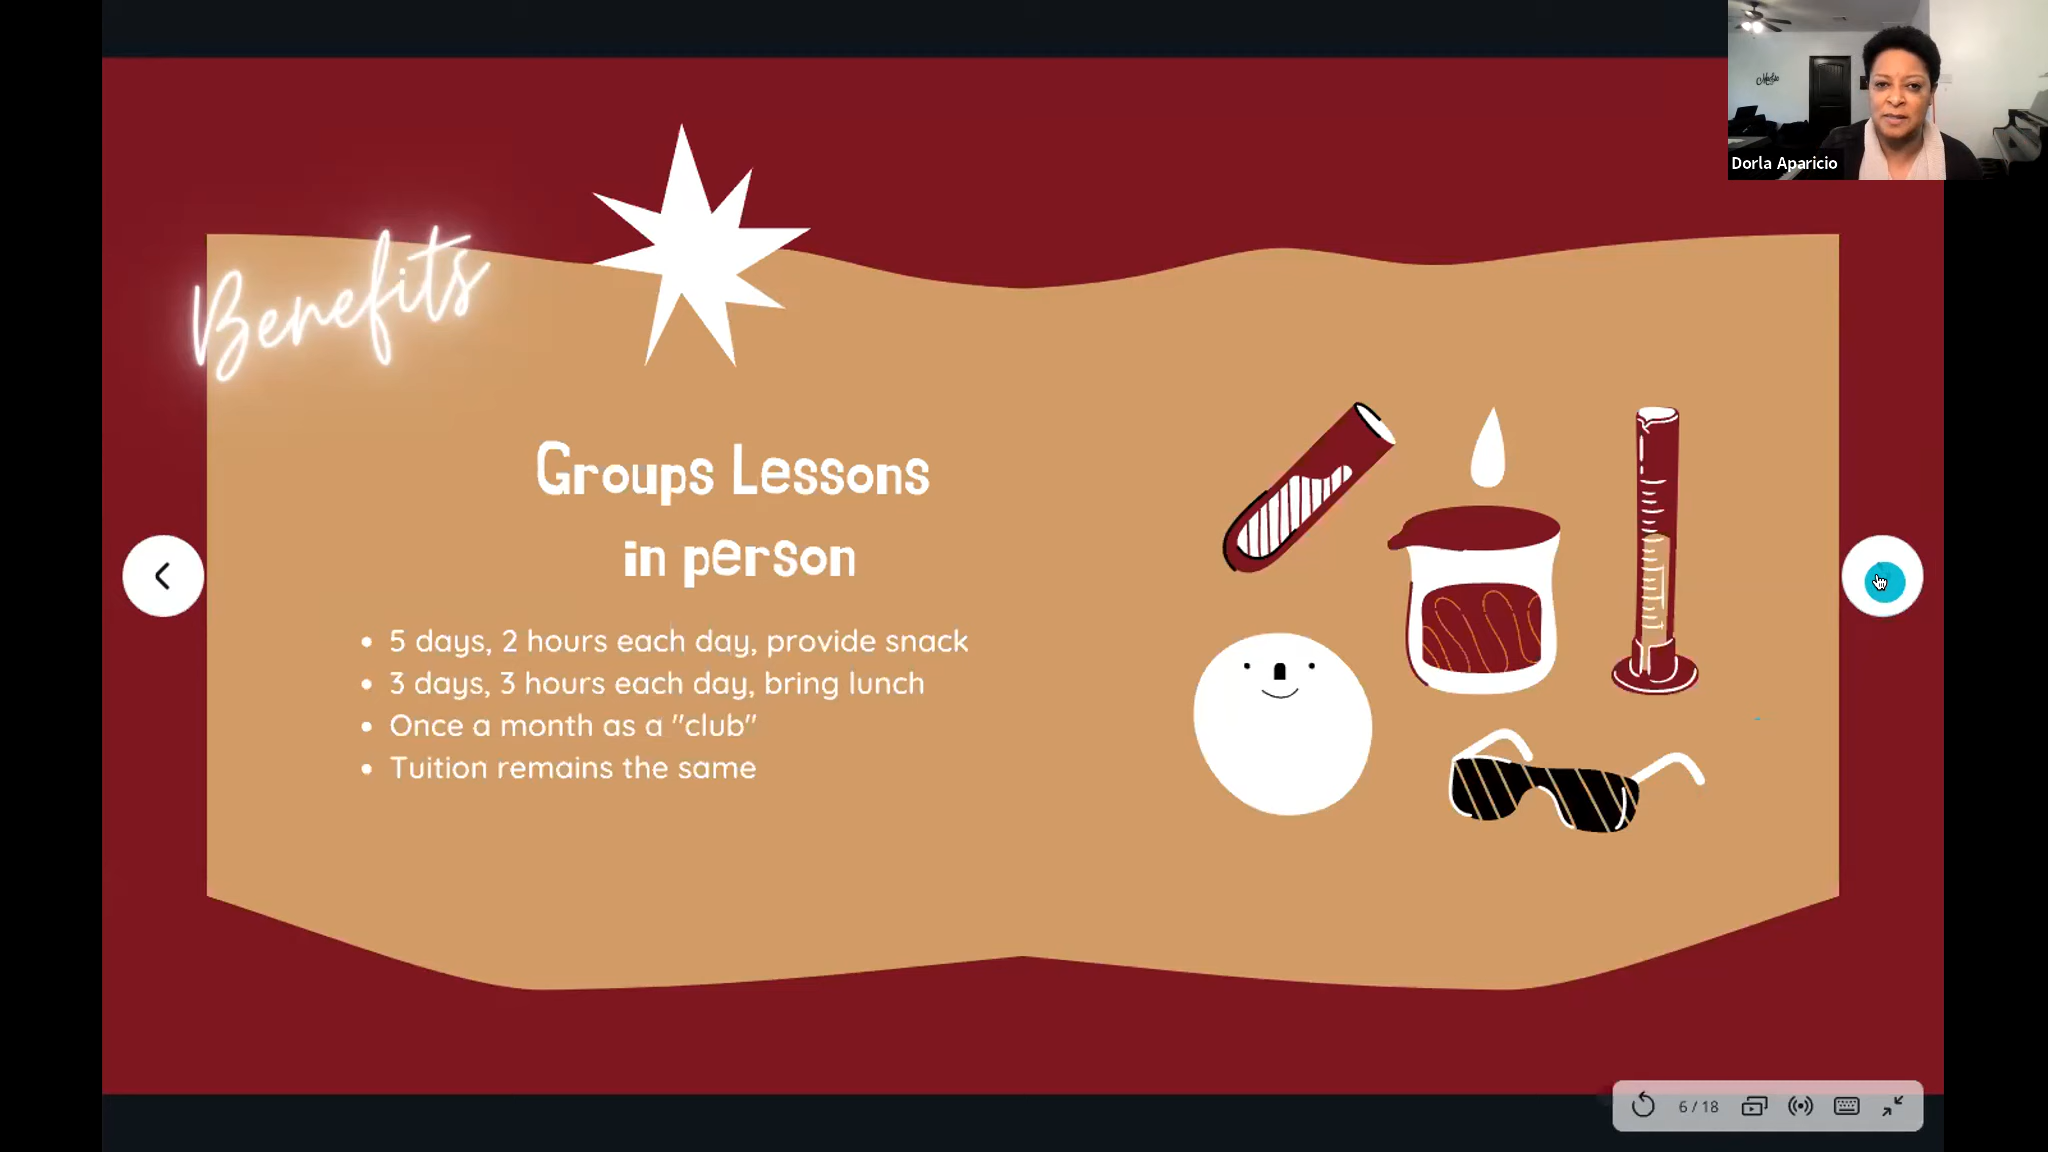 Dorla Aparicio
Benefits
Groups Lessons
in person
• 5 days, 2 hours each day, provide snack
• 3 days, 3 hours each day, bring lunch
• Once a month as a "club"
• Tuition remains the same
6 / 18